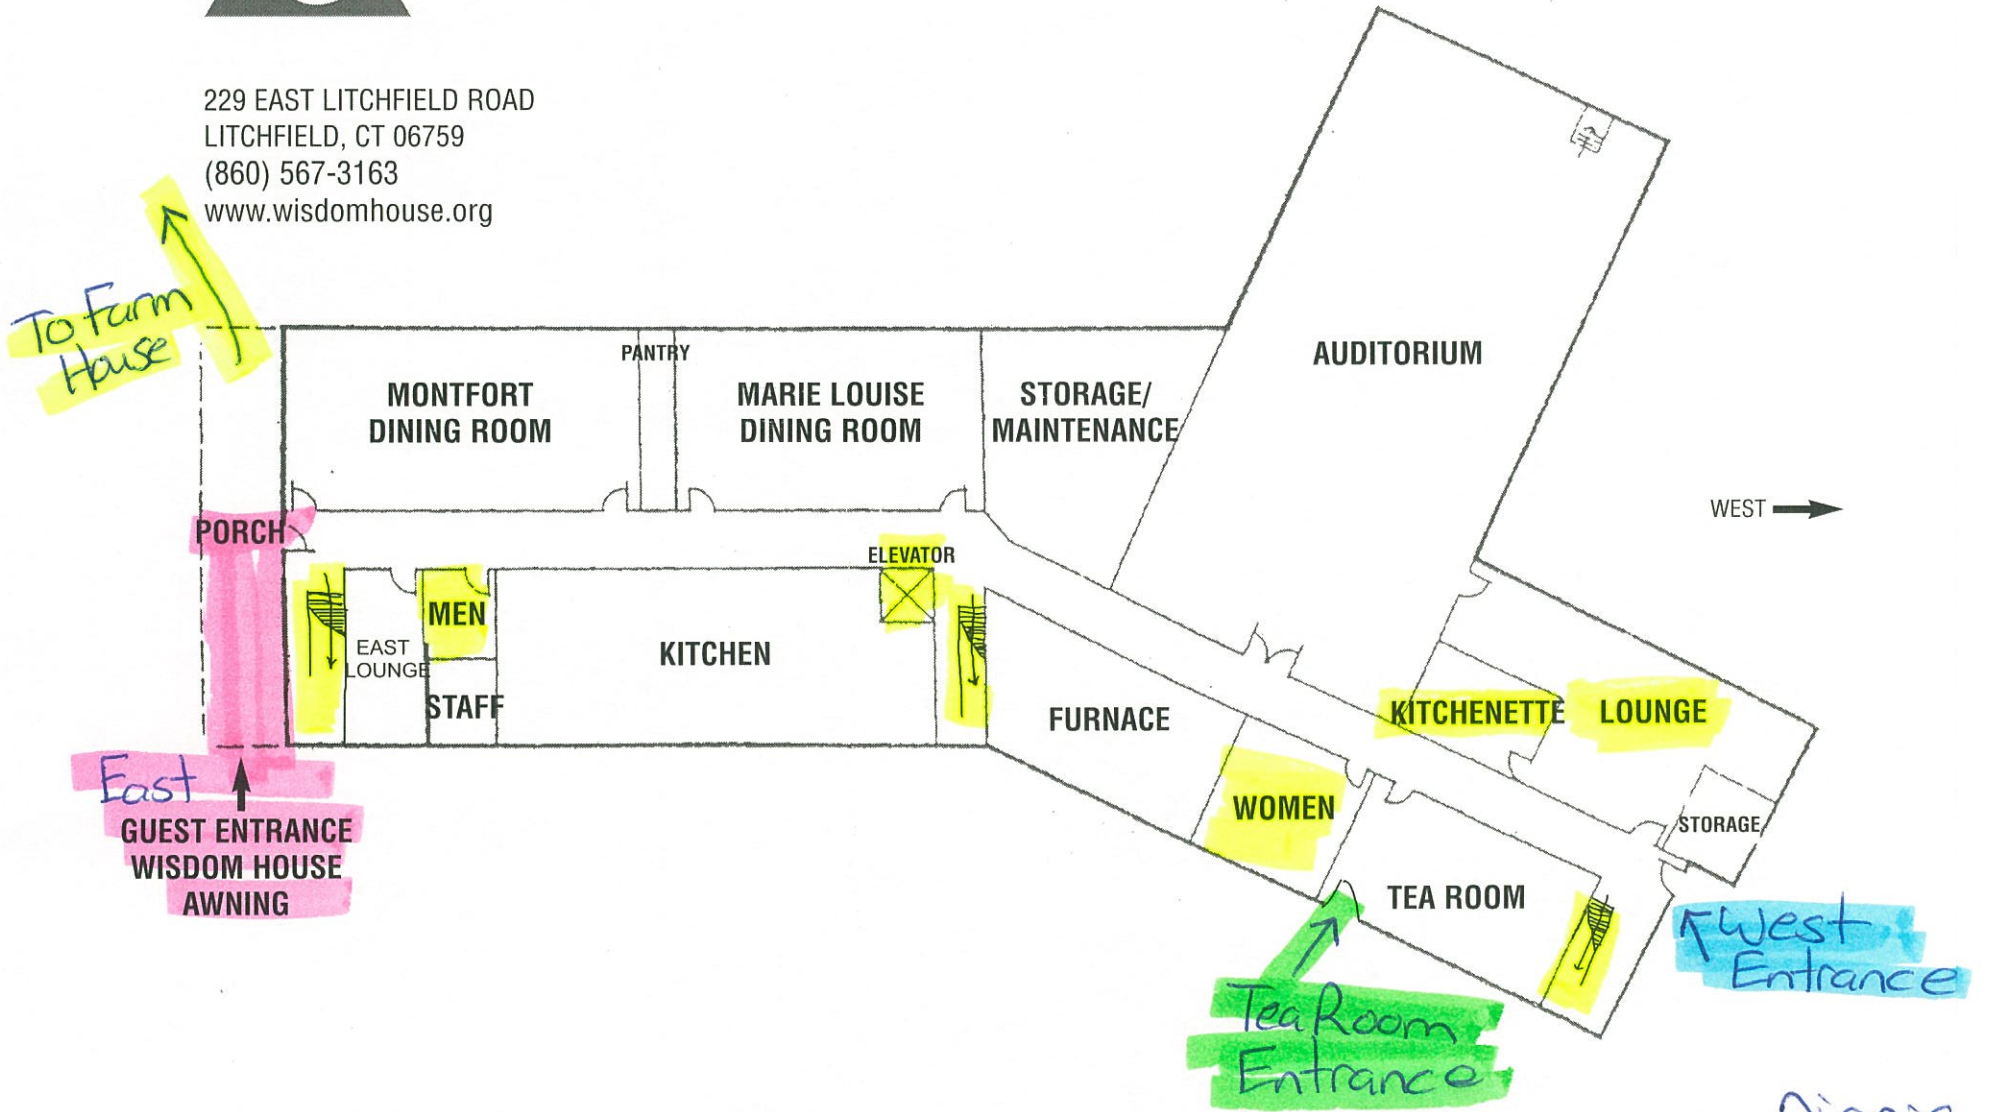 229 EAST LITCHFIELD ROAD
LITCHFIELD, CT 06759
(860) 567-3163
www.wisdomhouse.org
To Farm
House
PANTRY
MONTFORT
DINING ROOM
MARIE LOUISE
DINING ROOM
STORAGE/
MAINTENANCE
AUDITORIUM
WEST
PORCH
ELEVATOR
MEN
EAST
LOUNGE
STAFF
KITCHEN
FURNACE
KITCHENETTE
LOUNGE
WOMEN
STORAGE
TEA ROOM
East
GUEST ENTRANCE
WISDOM HOUSE
AWNING
West
Entrance
Tea Room
Entrance